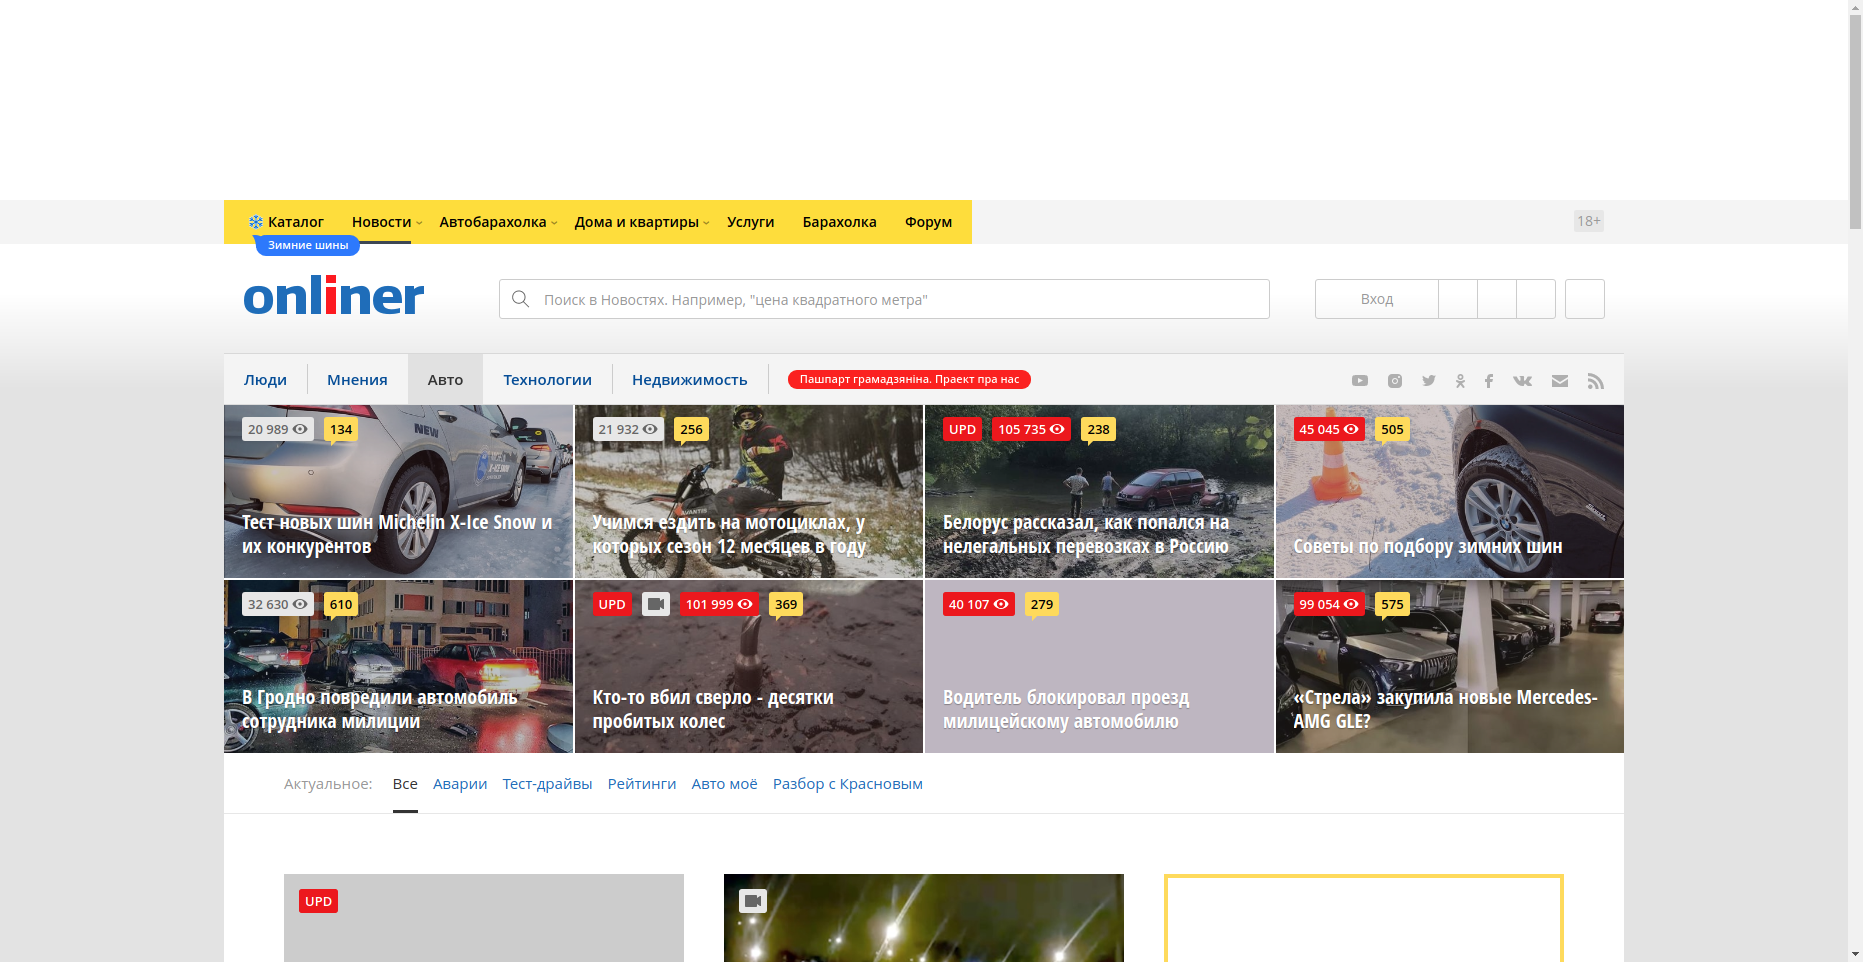 Каталог Новости Автобарахолка Дома и квартиры Услуги Барахолка Форум 18+
Зимние шины
onliner
Поиск в Новостях. Например, "цена квадратного метра"
Вход
Люди Мнения Авто Технологии Недвижимость Пашпарт грамадзяніна. Праект пра нас
20 989 134
NEW
Тест новых шин Michelin X-Ice Snow и
их конкурентов
21 932 256
AVANTIS
Учимся ездить на мотоциклах, у
которых сезон 12 месяцев в году
UPD 105 735 238
Белорус рассказал, как попался на
нелегальных перевозках в Россию
45 045 505
Советы по подбору зимних шин
32 630 610
В Гродно повредили автомобиль
сотрудника милиции
UPD 101 999 369
Кто-то вбил сверло - десятки
пробитых колес
40 107 279
Водитель блокировал проезд
милицейскому автомобилю
99 054 575
«Стрела» закупила новые Mercedes-
AMG GLE?
Актуальное: Все Аварии Тест-драйвы Рейтинги Авто моё Разбор с Красновым
UPD